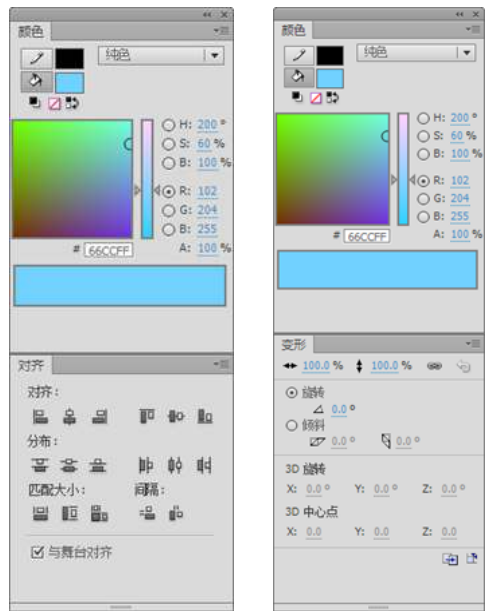 颜色
纯色
H: 200 °
S: 60 %
B: 100 %
R: 102
G: 204
B: 255
# 66CCFF
A: 100 %
对齐
对齐:
分布:
匹配大小: 间隔:
与舞台对齐
颜色
纯色
H: 200 °
S: 60 %
B: 100 %
R: 102
G: 204
B: 255
# 66CCFF
A: 100 %
变形
100.0 % 100.0 %
旋转
0.0 °
倾斜
0.0 ° 0.0 °
3D 旋转
X: 0.0 ° Y: 0.0 ° Z: 0.0 °
3D 中心点
X: 0.0 Y: 0.0 Z: 0.0